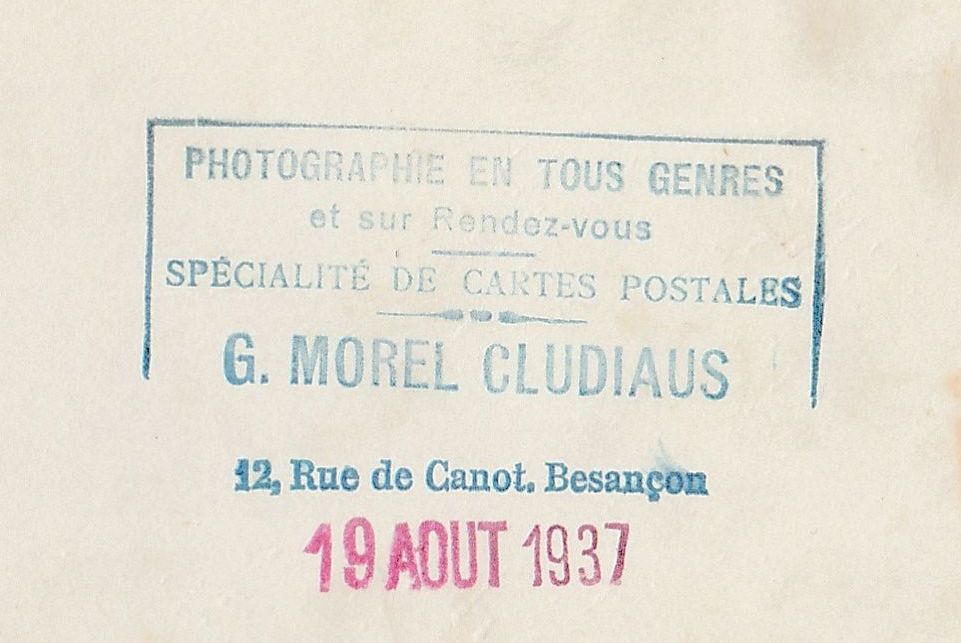 PHOTOGRAPHIE EN TOUS GENRES
et sur Rendez-vous
SPÉCIALITÉ DE CARTES POSTALES
G. MOREL CLUDIAUS
12, Rue de Canot. Besançon
19 AOUT 1937